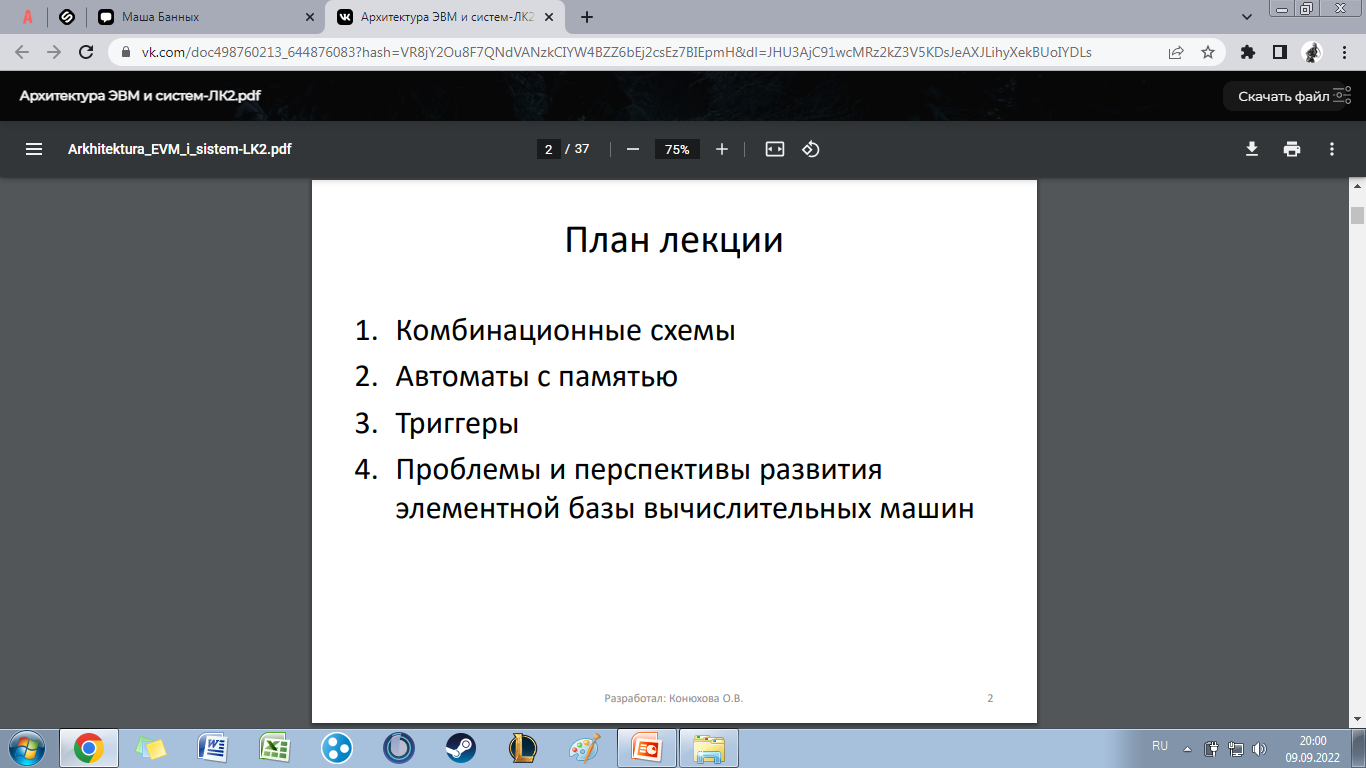 Маша Банных
Архитектура ЭВМ и систем-ЛК2
vk.com/doc498760213_644876083?hash=VR8jY2Ou8F7QNdVANzkCIYW4BZZ6bEj2csEz7BIEpmH&dl=JHU3AjC91wcMRz2kZ3V5KDsJeAXJLihyXekBUoIYDLs
Архитектура ЭВМ и систем-ЛК2.pdf
Скачать файл
Arkhitektura_EVM_i_sistem-LK2.pdf
2 / 37
75%
План лекции
1. Комбинационные схемы
2. Автоматы с памятью
3. Триггеры
4. Проблемы и перспективы развития
элементной базы вычислительных машин
Разработал: Конюхова О.В.
2
RU
20:00
09.09.2022